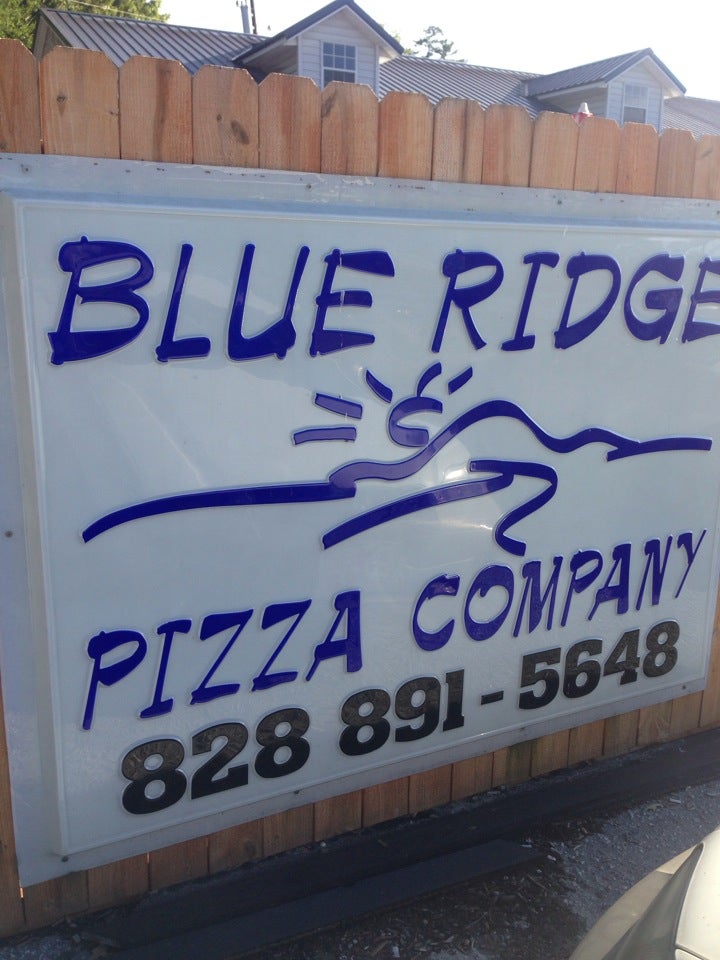 BLUE RIDGE
PIZZA COMPANY
828 891-5648